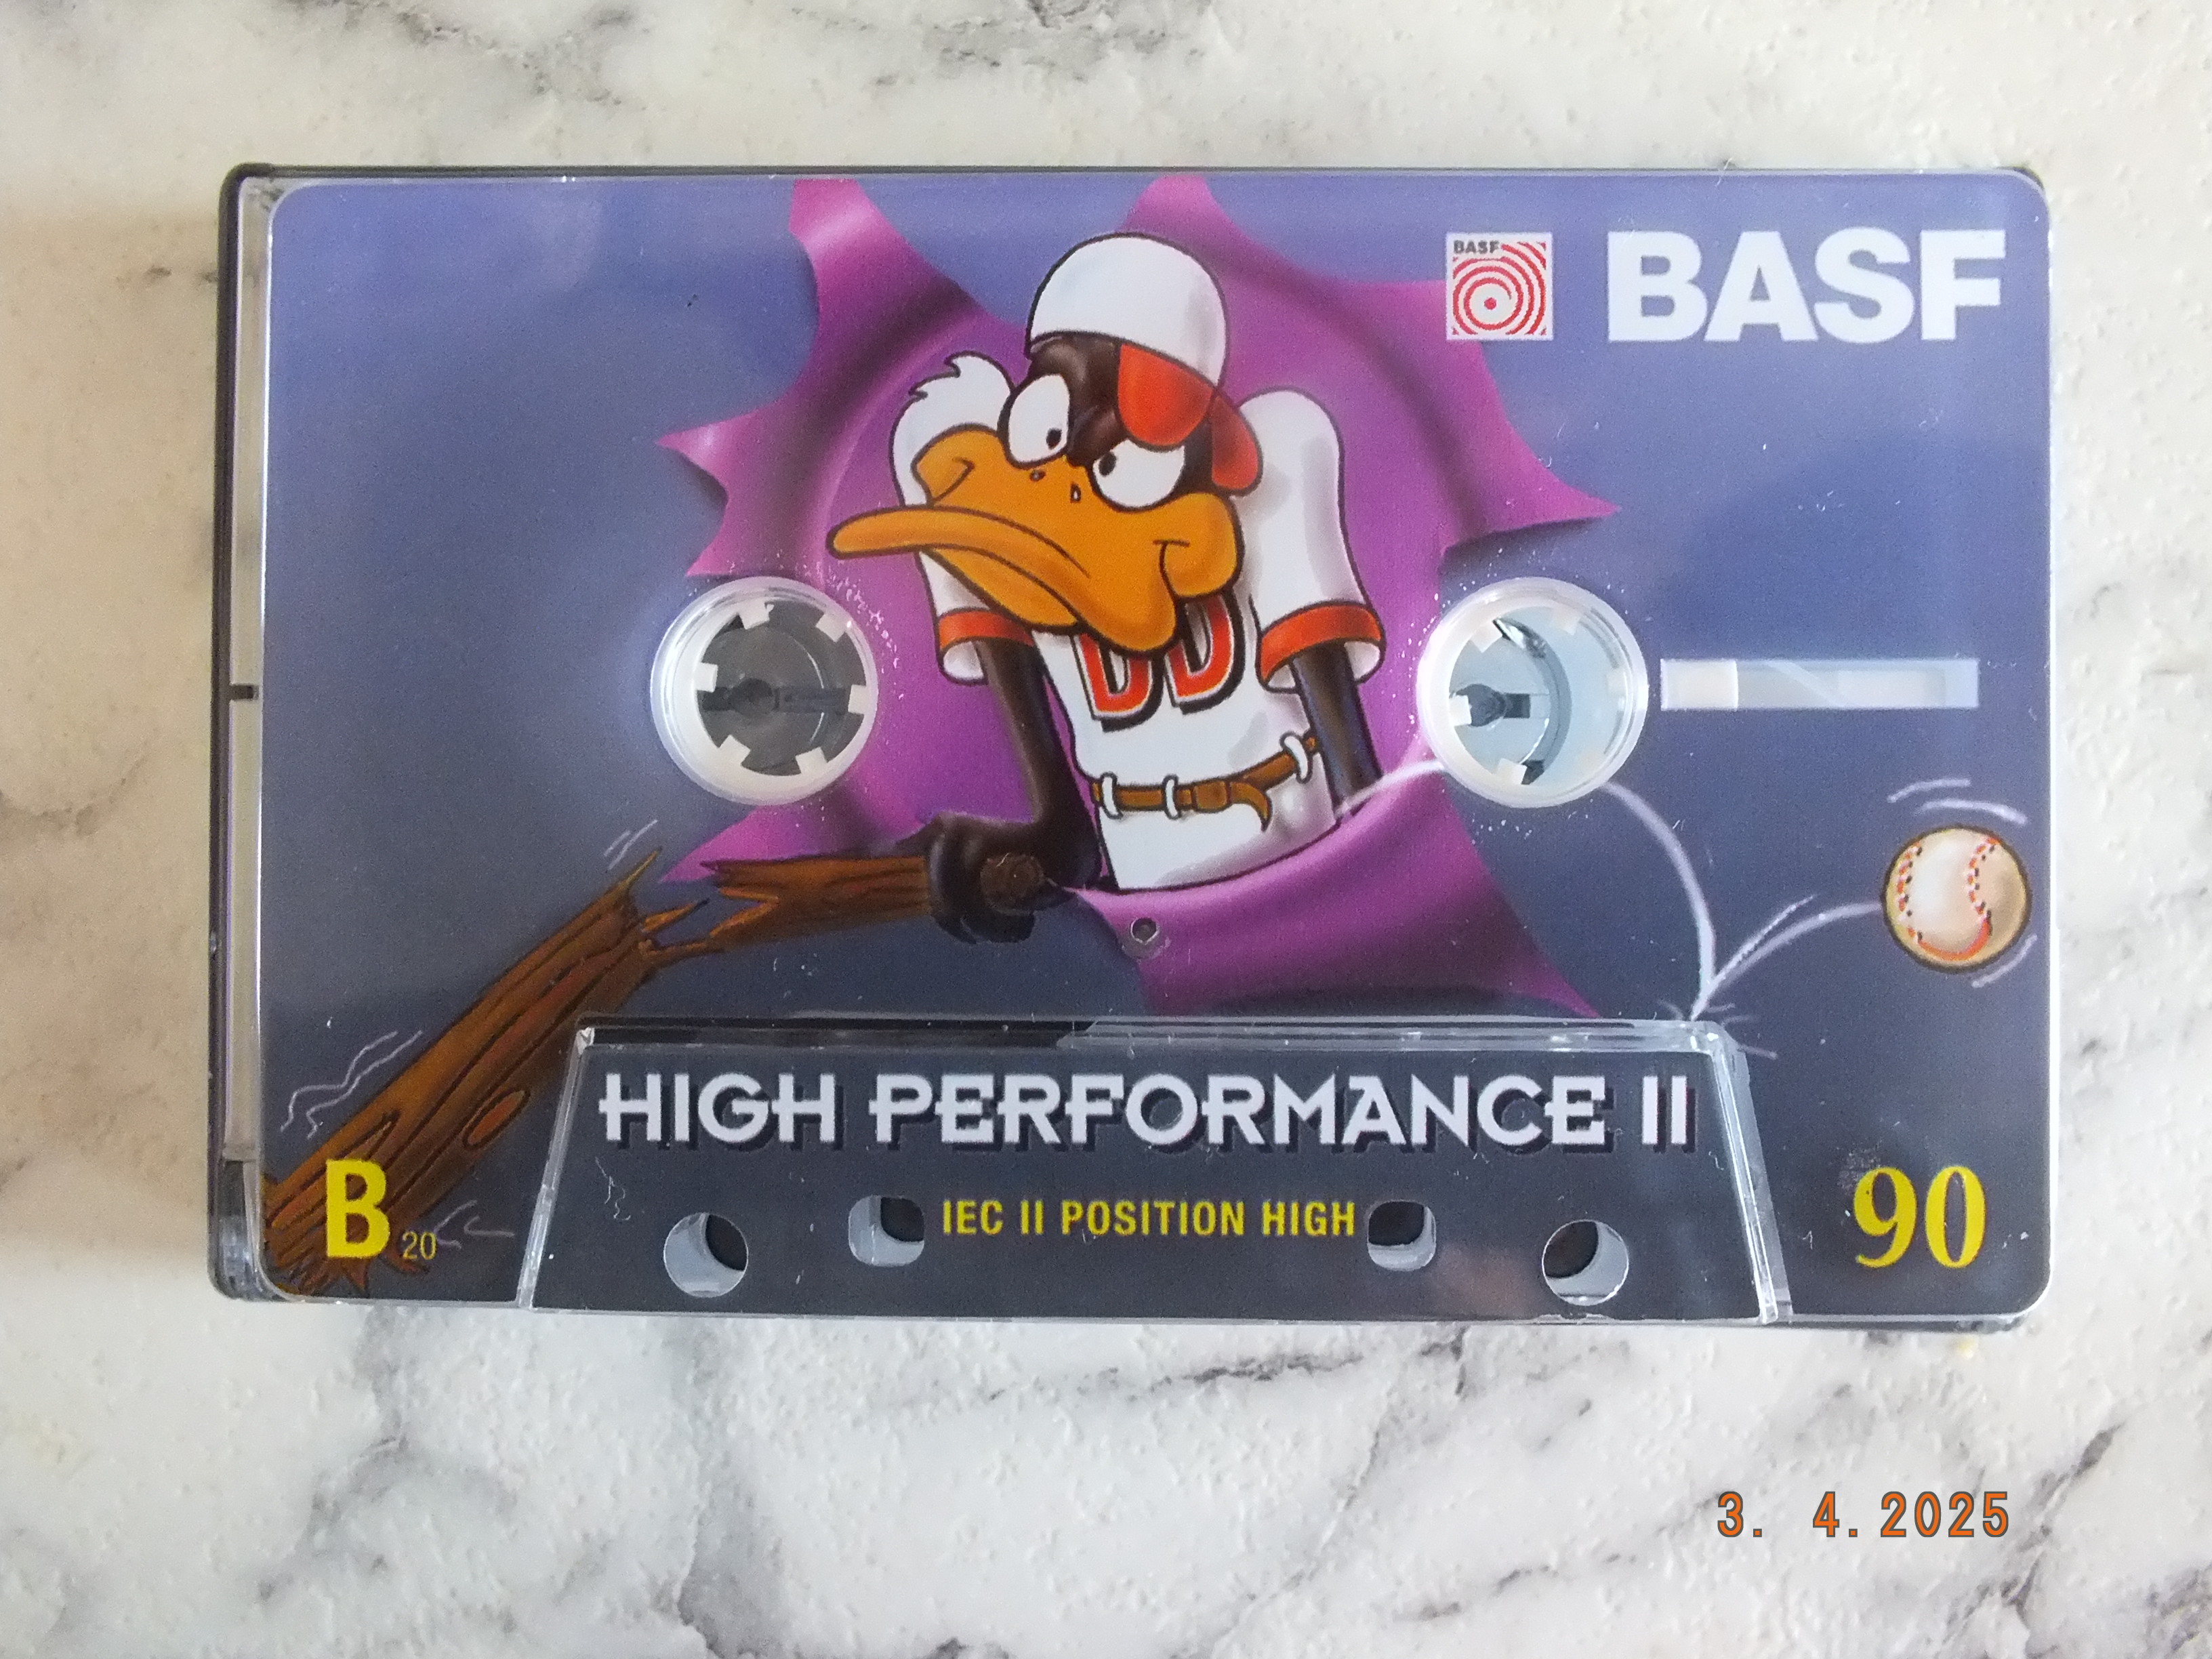 BASF BASF
DD
HIGH PERFORMANCE II
IEC II POSITION HIGH
B 20
90
3. 4.2025